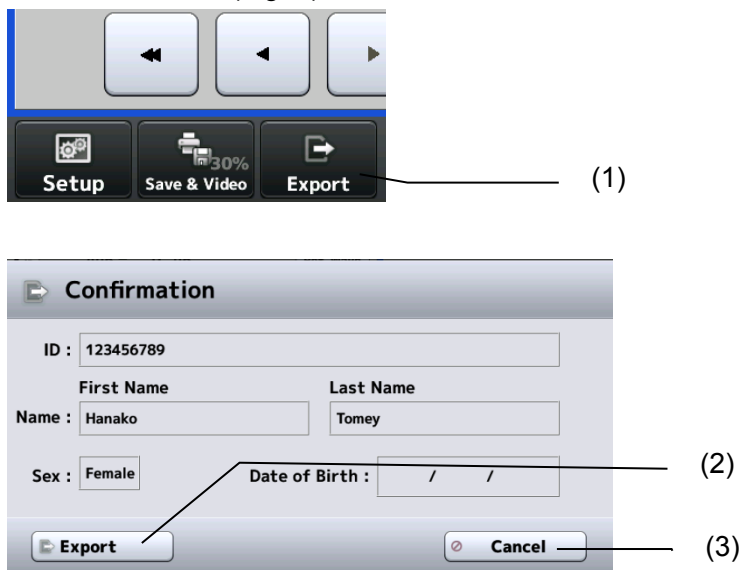 30%
Setup Save & Video Export
(1)
Confirmation
ID : 123456789
First Name Last Name
Name : Hanako Tomey
Sex : Female Date of Birth : / /
(2)
Export Cancel
(3)